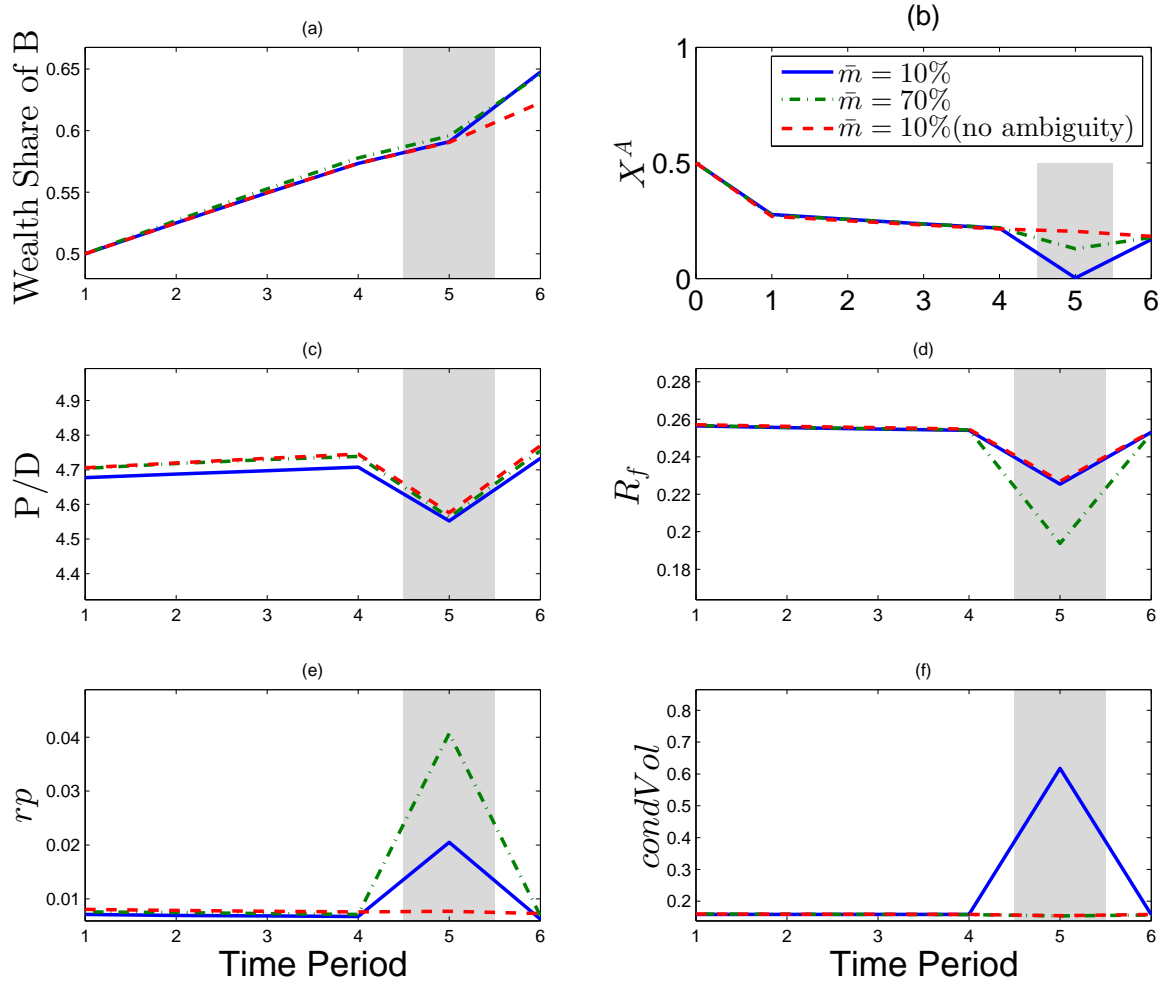 (a)
Wealth Share of B
0.65
0.6
0.55
0.5
1 2 3 4 5 6
(b)
X^A
1
0.5
0
0 1 2 3 4 5 6
m̄ = 10%
m̄ = 70%
m̄ = 10%(no ambiguity)
(c)
P/D
4.9
4.8
4.7
4.6
4.5
4.4
1 2 3 4 5 6
(d)
R_f
0.28
0.26
0.24
0.22
0.2
0.18
1 2 3 4 5 6
(e)
rp
0.04
0.03
0.02
0.01
1 2 3 4 5 6
Time Period
(f)
condVol
0.8
0.7
0.6
0.5
0.4
0.3
0.2
1 2 3 4 5 6
Time Period